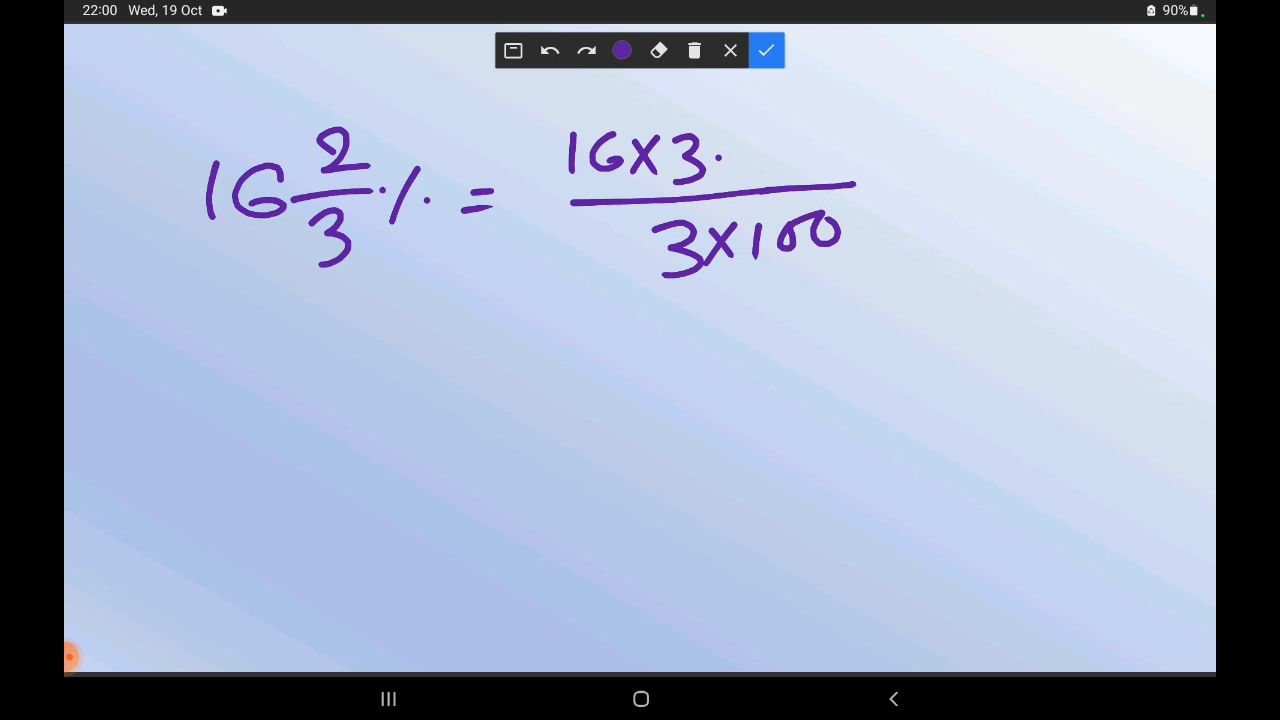 22:00 Wed, 19 Oct 90%
16 2/3 % = 16×3. / 3×100